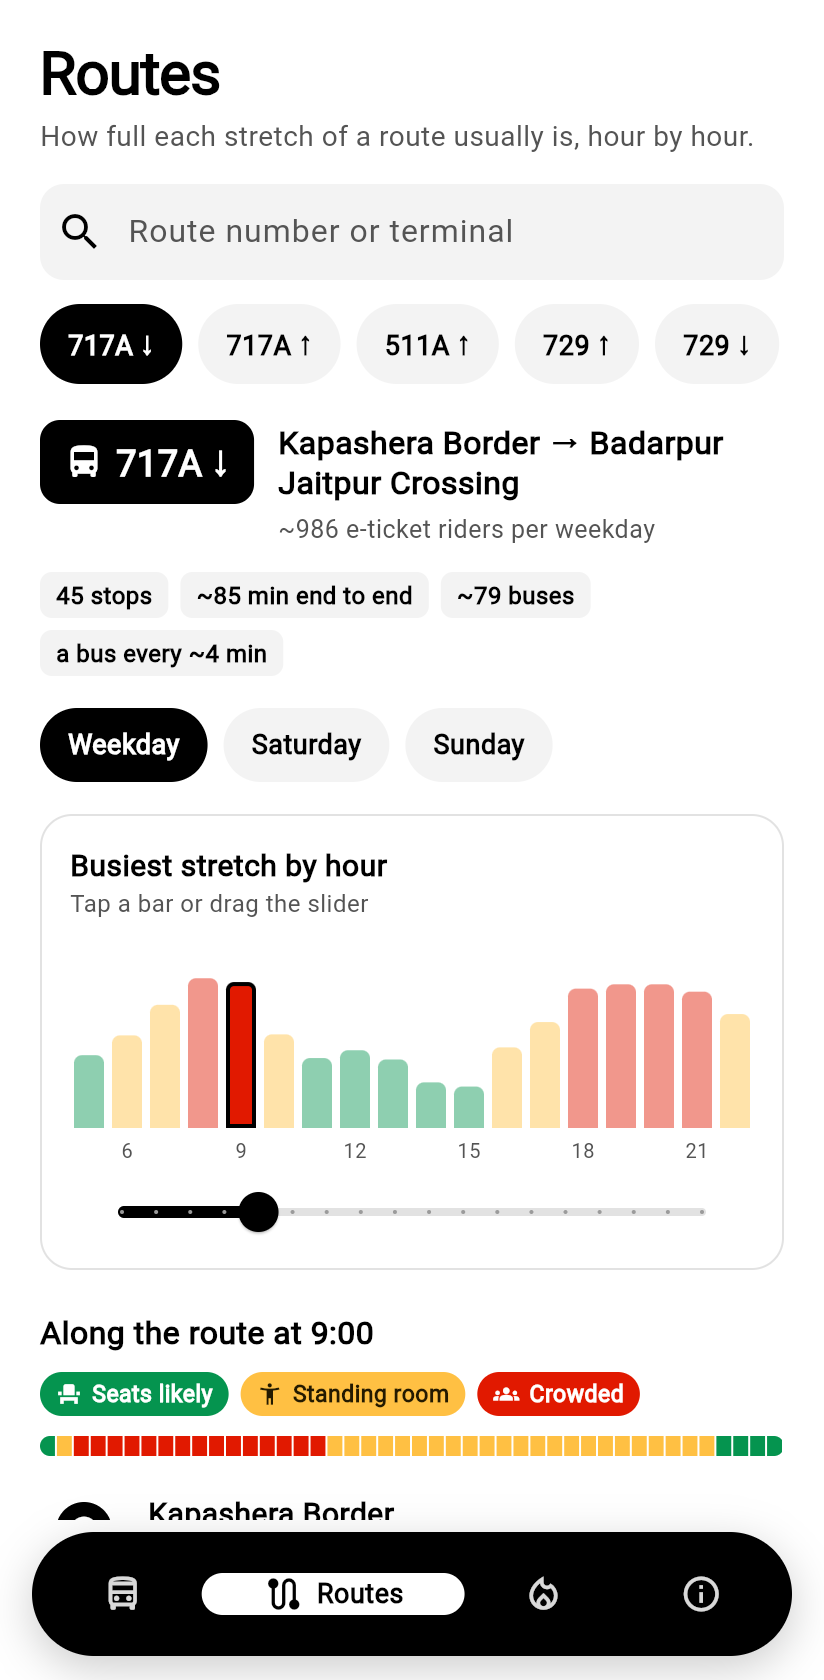 Routes
How full each stretch of a route usually is, hour by hour.
Route number or terminal
717A ↓ 717A ↑ 511A ↑ 729 ↑ 729 ↓
717A ↓
Kapashera Border → Badarpur
Jaitpur Crossing
~986 e-ticket riders per weekday
45 stops ~85 min end to end ~79 buses
a bus every ~4 min
Weekday Saturday Sunday
Busiest stretch by hour
Tap a bar or drag the slider
6 9 12 15 18 21
Along the route at 9:00
Seats likely Standing room Crowded
Kapashera Border
Routes